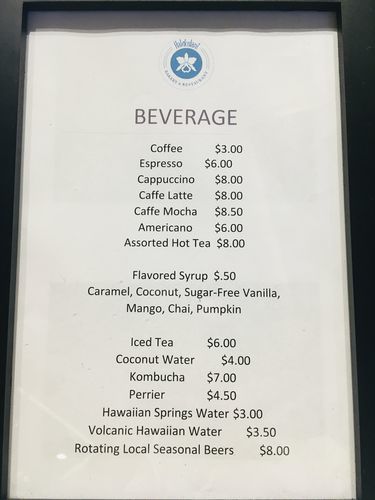 Halekulani
BAKERY & RESTAURANT
BEVERAGE
Coffee $3.00
Espresso $6.00
Cappuccino $8.00
Caffe Latte $8.00
Caffe Mocha $8.50
Americano $6.00
Assorted Hot Tea $8.00
Flavored Syrup $.50
Caramel, Coconut, Sugar-Free Vanilla,
Mango, Chai, Pumpkin
Iced Tea $6.00
Coconut Water $4.00
Kombucha $7.00
Perrier $4.50
Hawaiian Springs Water $3.00
Volcanic Hawaiian Water $3.50
Rotating Local Seasonal Beers $8.00